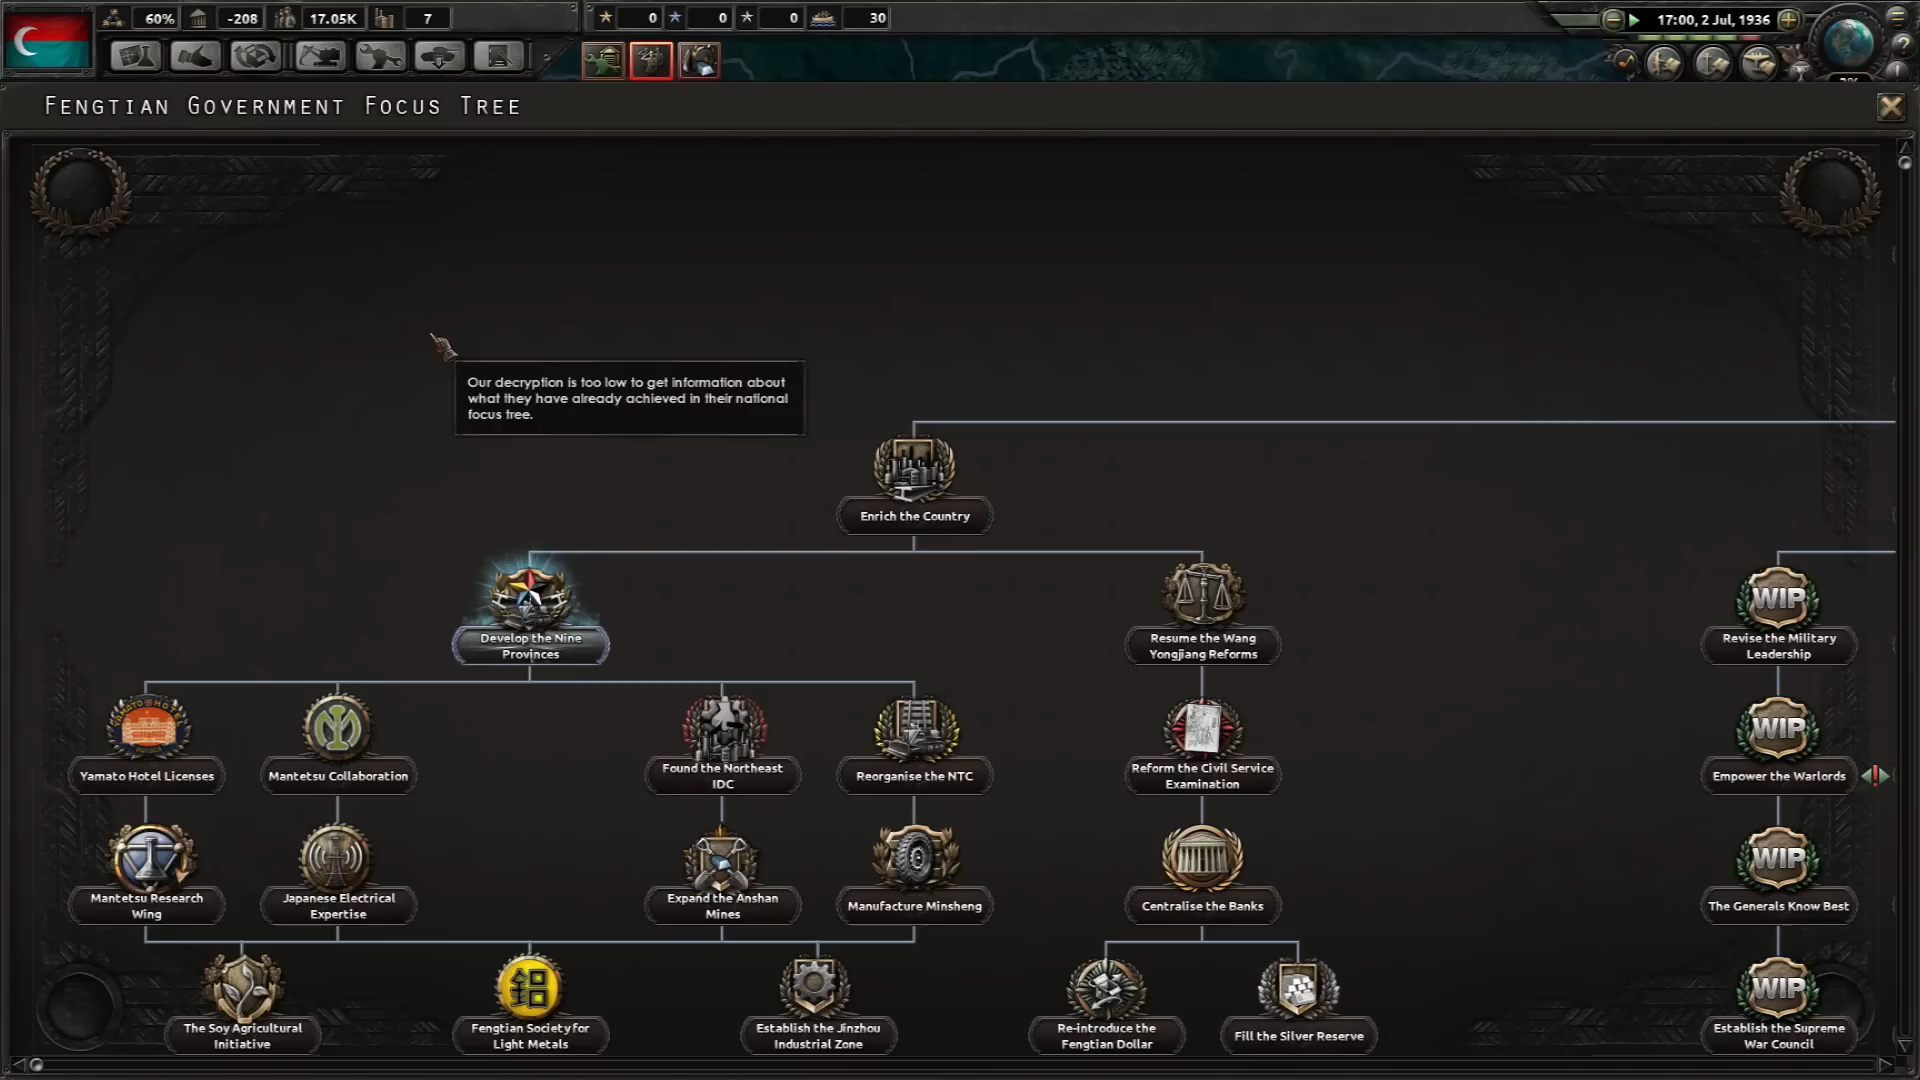 60%
-208
17.05K
7
0
0
0
30
17:00, 2 Jul, 1936
FENGTIAN GOVERNMENT FOCUS TREE
Our decryption is too low to get information about
what they have already achieved in their national
focus tree.
Enrich the Country
Develop the Nine
Provinces
Resume the Wang
Yongjiang Reforms
WIP
Revise the Military
Leadership
Yamato Hotel Licenses
Mantetsu Collaboration
Found the Northeast
IDC
Reorganise the NTC
Reform the Civil Service
Examination
WIP
Empower the Warlords
Mantetsu Research
Wing
Japanese Electrical
Expertise
Expand the Anshan
Mines
Manufacture Minsheng
Centralise the Banks
WIP
The Generals Know Best
The Soy Agricultural
Initiative
鋁
Fengtian Society for
Light Metals
Establish the Jinzhou
Industrial Zone
Re-introduce the
Fengtian Dollar
Fill the Silver Reserve
WIP
Establish the Supreme
War Council